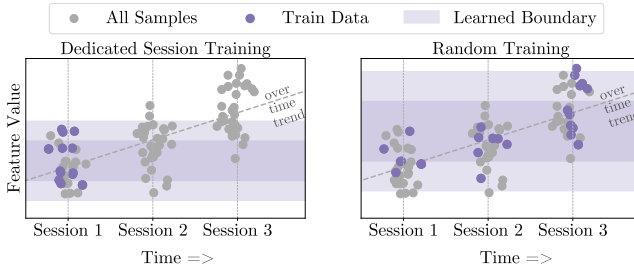 All Samples Train Data Learned Boundary
Dedicated Session Training
Feature Value
over
time
trend
Session 1 Session 2 Session 3
Time =>
Random Training
over
time
trend
Session 1 Session 2 Session 3
Time =>